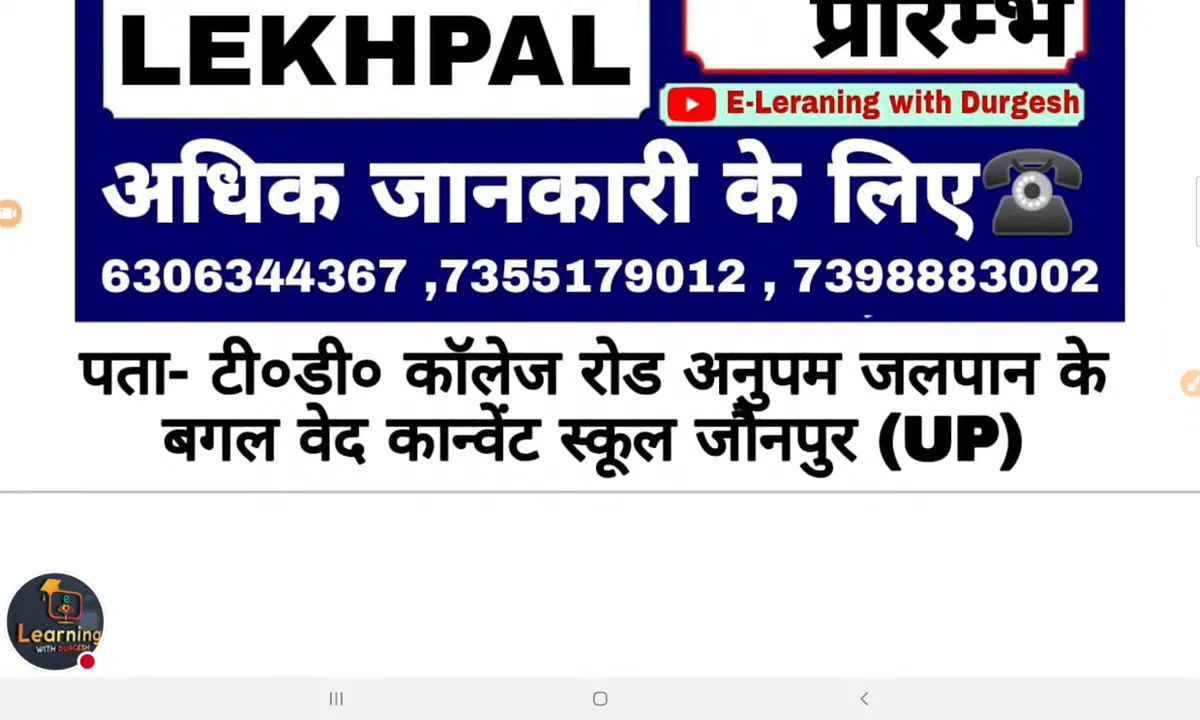 LEKHPAL
प्रारम्भ
E-Leraning with Durgesh
अधिक जानकारी के लिए
6306344367 ,7355179012 , 7398883002
पता- टी०डी० कॉलेज रोड अनुपम जलपान के
बगल वेद कान्वेंट स्कूल जौनपुर (UP)
e
Learning
WITH DURGESH